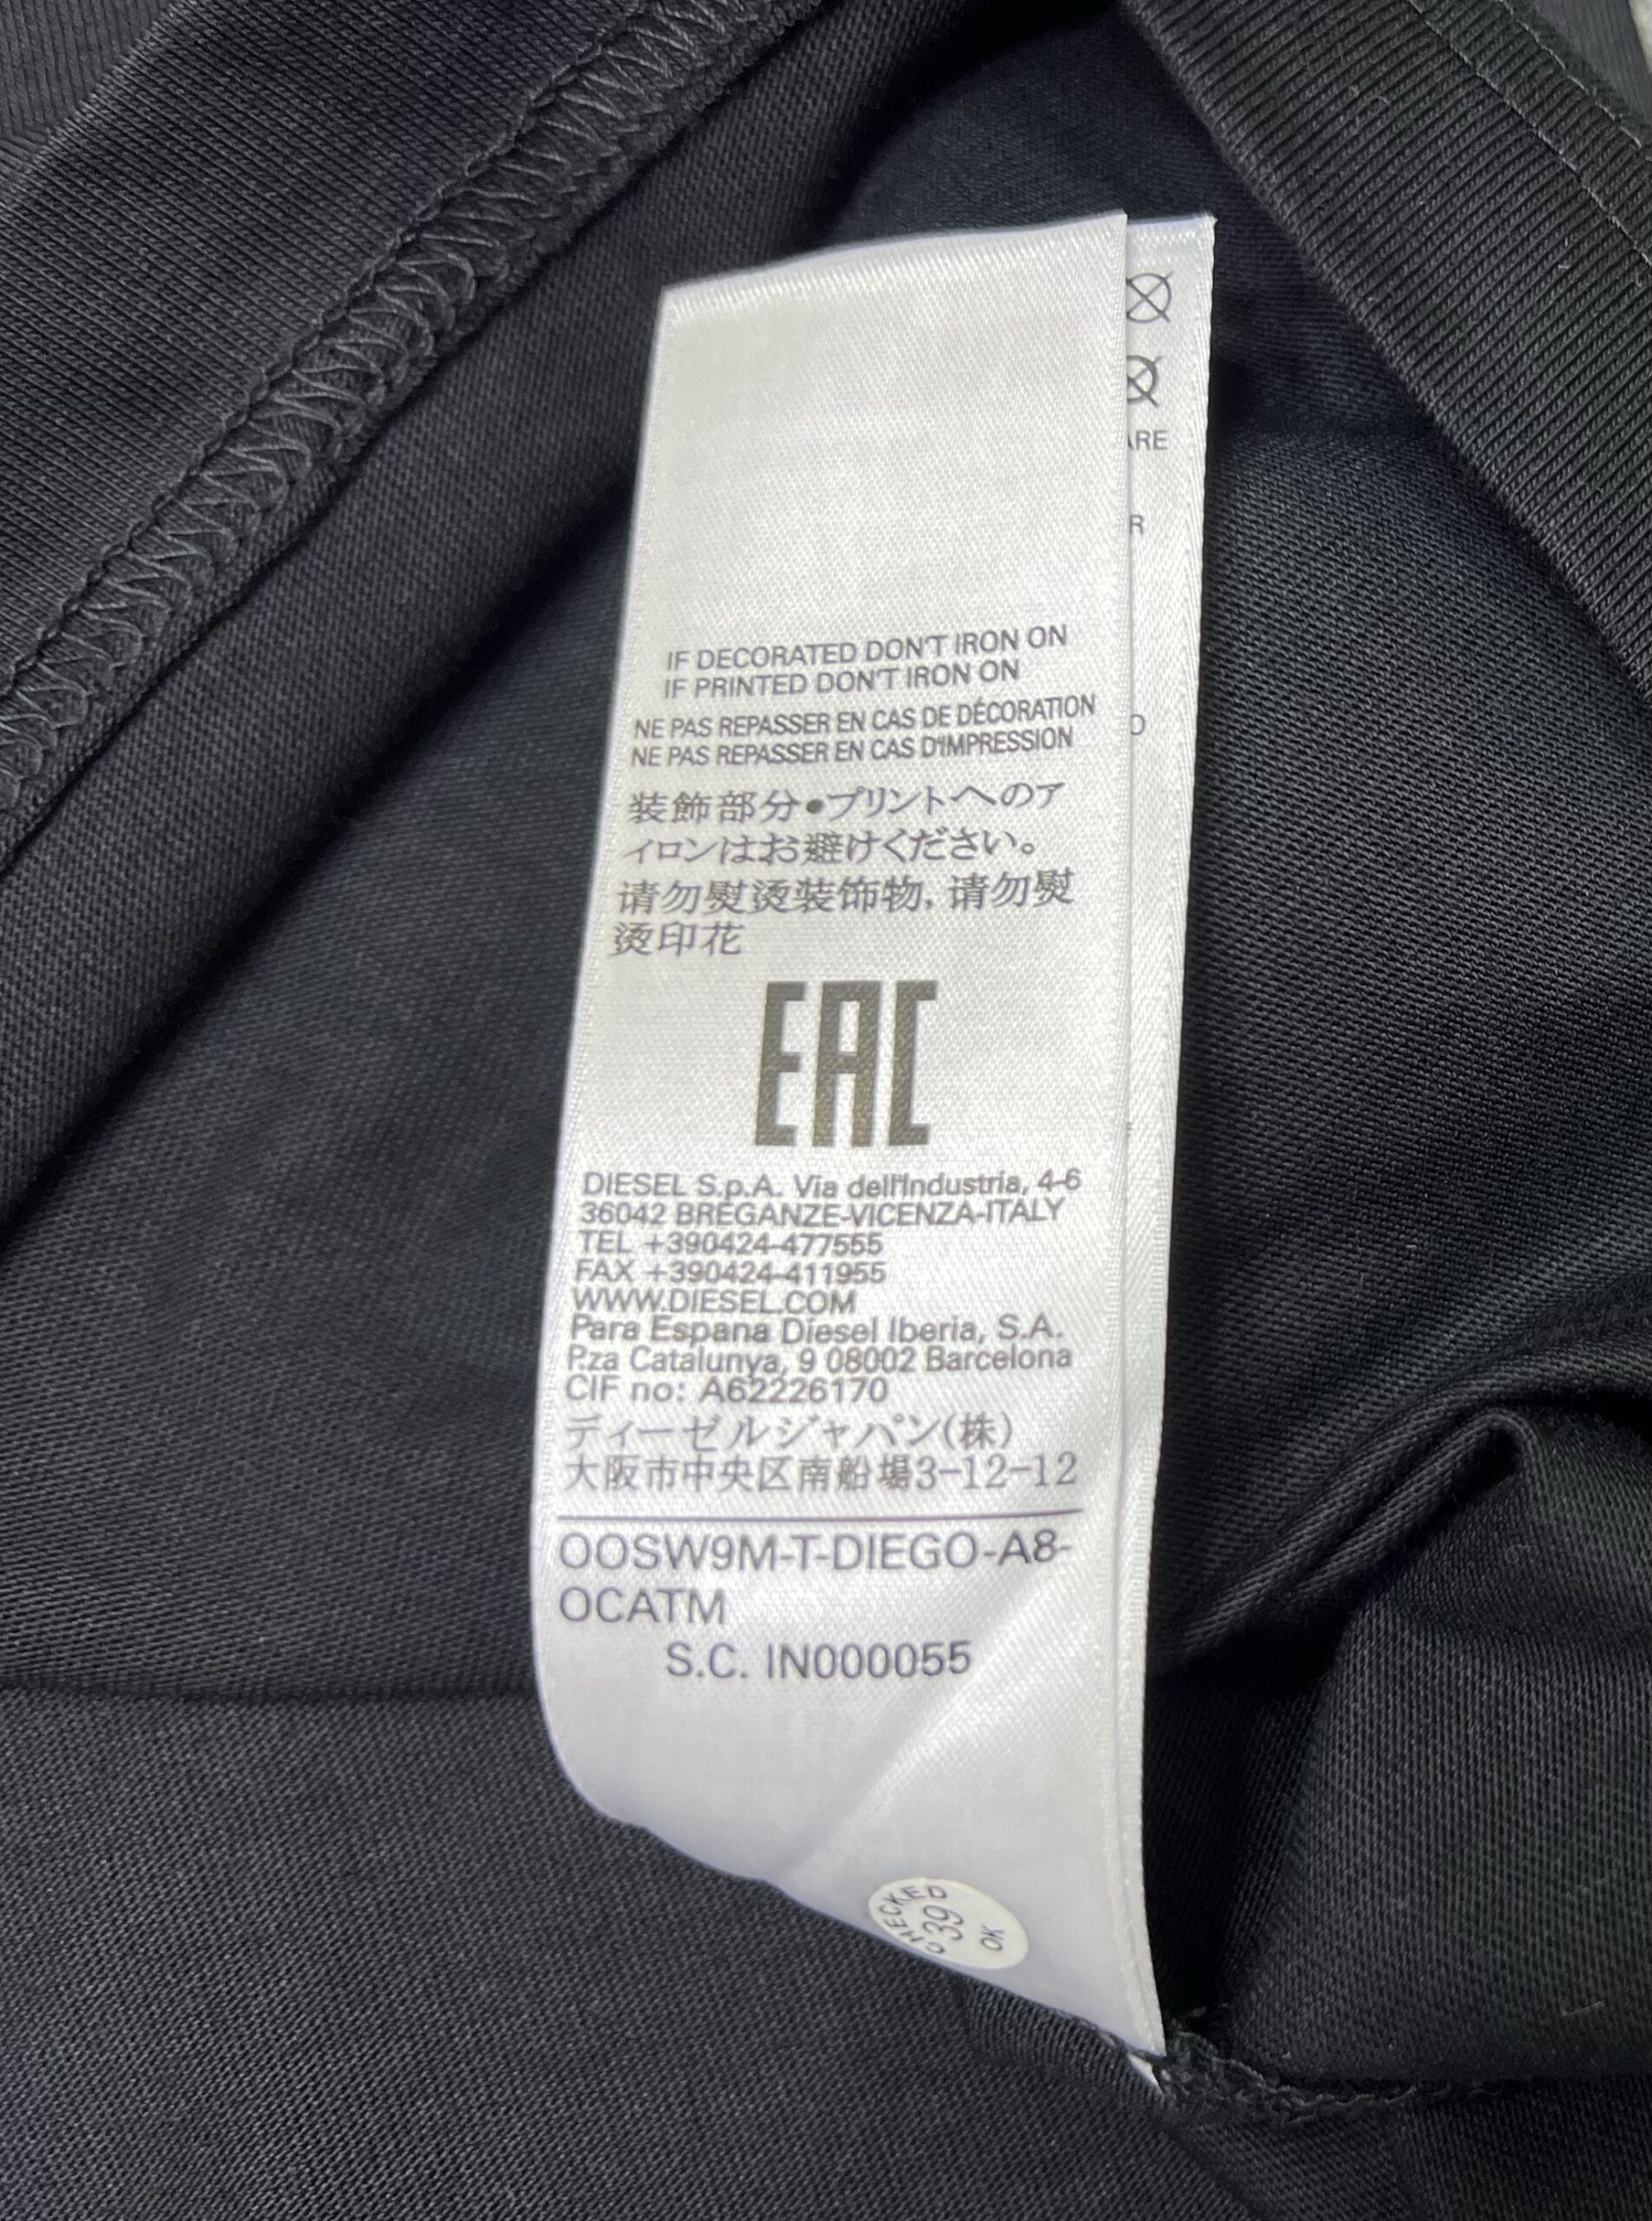 IF DECORATED DON'T IRON ON
IF PRINTED DON'T IRON ON
NE PAS REPASSER EN CAS DE DÉCORATION
NE PAS REPASSER EN CAS D'IMPRESSION
装飾部分•プリントへのア
イロンはお避けください。
请勿熨烫装饰物, 请勿熨
烫印花
EAC
DIESEL S.p.A. Via dell'Industria, 4-6
36042 BREGANZE-VICENZA-ITALY
TEL +390424-477555
FAX +390424-411955
WWW.DIESEL.COM
Para Espana Diesel Iberia, S.A.
P.za Catalunya, 9 08002 Barcelona
CIF no: A62226170
ディーゼルジャパン(株)
大阪市中央区南船場3-12-12
OOSW9M-T-DIEGO-A8-
OCATM
S.C. IN000055
CHECKED
39
OK